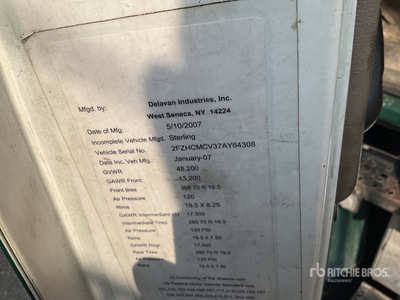 Mfgd. by: Delavan Industries, Inc.
West Seneca, NY 14224
Date of Mfg: 5/10/2007
Incomplete Vehicle Mfgd. Sterling
Vehicle Serial No. 2FZHCMCV37AY64308
Date Inc. Veh Mfg.: January-07
GVWR: 48,200
GAWR Front: 13,200
Front tires 385 70 R 19.5
Air Pressure 120
Rims 19.5 X 8.25
GAWR Intermediate (1) 17,500
Intermediate Tires 285 70 R 19.5
Air Pressure 120 PSI
Rims 19.5 X 7.50
GAWR Rear: 17,500
Rear Tires 285 70 R 19.5
Air Pressure 120 PSI
Rims 19.5 X 7.50
rb RITCHIE BROS.
Auctioneers